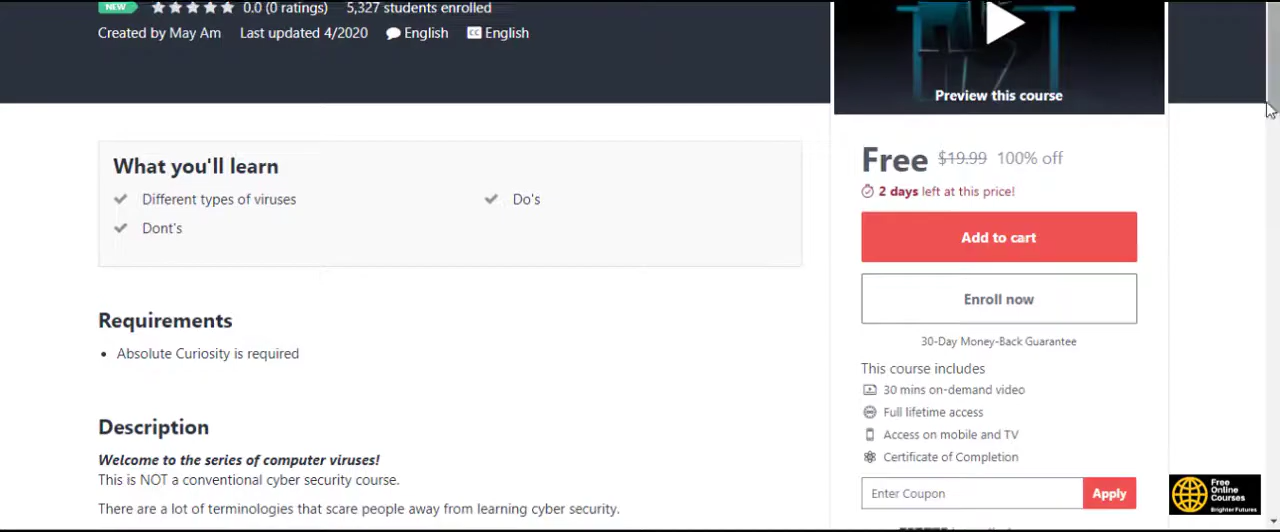 NEW 0.0 (0 ratings) 5,327 students enrolled
Created by May Am Last updated 4/2020 English CC English
Preview this course
What you'll learn
Different types of viruses
Do's
Dont's
Requirements
Absolute Curiosity is required
Description
Welcome to the series of computer viruses!
This is NOT a conventional cyber security course.
There are a lot of terminologies that scare people away from learning cyber security.
Free $19.99 100% off
2 days left at this price!
Add to cart
Enroll now
30-Day Money-Back Guarantee
This course includes
30 mins on-demand video
Full lifetime access
Access on mobile and TV
Certificate of Completion
Enter Coupon Apply
Free
Online
Courses
Brighter Futures